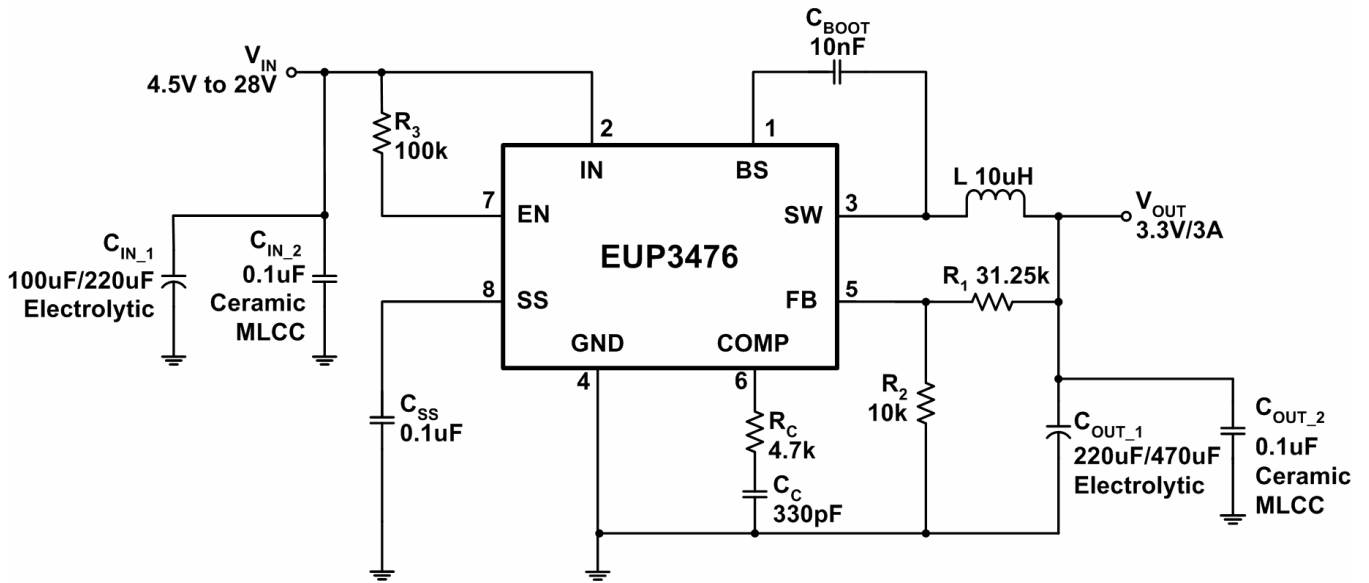 C_BOOT
10nF
V_IN
4.5V to 28V
R_3
100k
2
1
IN
BS
L 10uH
7
EN
SW
3
V_OUT
3.3V/3A
EUP3476
C_IN_1
100uF/220uF
Electrolytic
C_IN_2
0.1uF
Ceramic
MLCC
8
SS
FB
5
R_1 31.25k
GND
COMP
4
6
R_2
10k
C_SS
0.1uF
R_C
4.7k
C_C
330pF
C_OUT_1
220uF/470uF
Electrolytic
C_OUT_2
0.1uF
Ceramic
MLCC